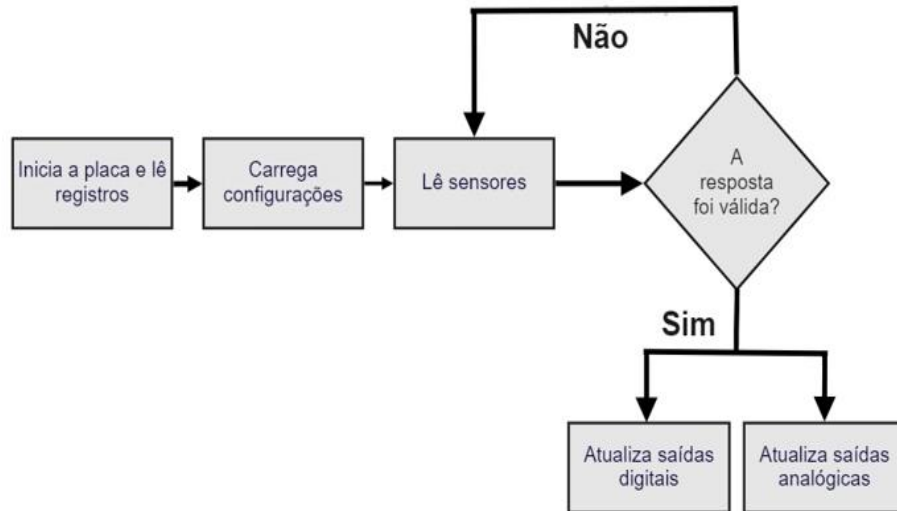 Não
Inicia a placa e lê
registros
Carrega
configurações
Lê sensores
A
resposta
foi válida?
Sim
Atualiza saídas
digitais
Atualiza saídas
analógicas